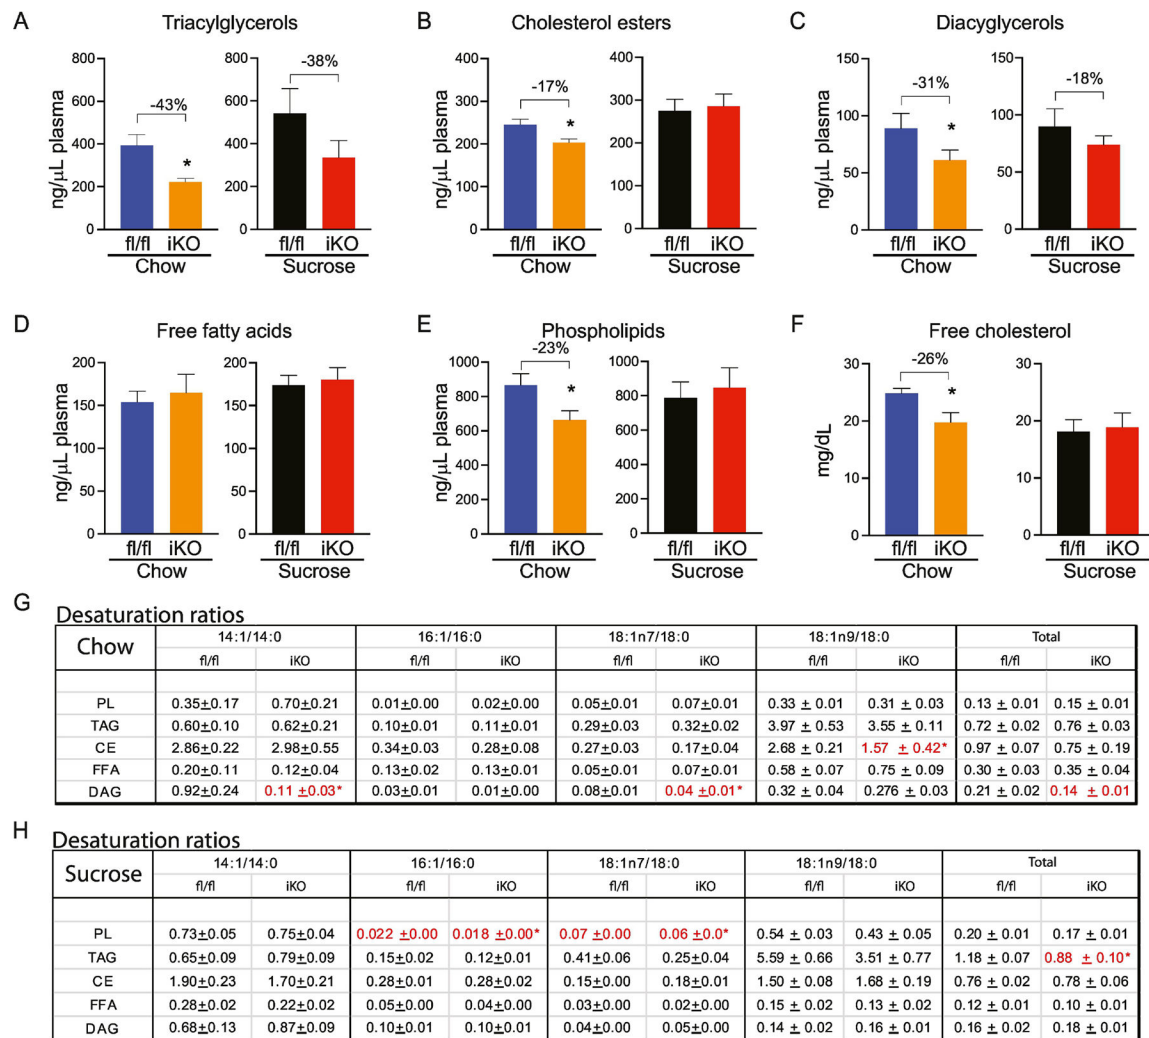 A Triacylglycerols
B Cholesterol esters
C Diacyglycerols
ng/μL plasma
800
600
400
200
0
-43%
*
fl/fl iKO
Chow
800
600
400
200
0
-38%
fl/fl iKO
Sucrose
ng/μL plasma
400
300
200
100
0
-17%
*
fl/fl iKO
Chow
400
300
200
100
0
fl/fl iKO
Sucrose
ng/μL plasma
150
100
50
0
-31%
*
fl/fl iKO
Chow
150
100
50
0
-18%
fl/fl iKO
Sucrose
D Free fatty acids
E Phospholipids
F Free cholesterol
ng/μL plasma
200
150
100
50
0
fl/fl iKO
Chow
200
150
100
50
0
fl/fl iKO
Sucrose
ng/μL plasma
1000
800
600
400
200
0
-23%
*
fl/fl iKO
Chow
1000
800
600
400
200
0
fl/fl iKO
Sucrose
mg/dL
30
20
10
0
-26%
*
fl/fl iKO
Chow
30
20
10
0
fl/fl iKO
Sucrose
G Desaturation ratios
Chow 14:1/14:0 16:1/16:0 18:1n7/18:0 18:1n9/18:0 Total
fl/fl iKO fl/fl iKO fl/fl iKO fl/fl iKO fl/fl iKO
PL 0.35±0.17 0.70±0.21 0.01±0.00 0.02±0.00 0.05±0.01 0.07±0.01 0.33 ± 0.01 0.31 ± 0.03 0.13 ± 0.01 0.15 ± 0.01
TAG 0.60±0.10 0.62±0.21 0.10±0.01 0.11±0.01 0.29±0.03 0.32±0.02 3.97 ± 0.53 3.55 ± 0.11 0.72 ± 0.02 0.76 ± 0.03
CE 2.86±0.22 2.98±0.55 0.34±0.03 0.28±0.08 0.27±0.03 0.17±0.04 2.68 ± 0.21 1.57 ± 0.42* 0.97 ± 0.07 0.75 ± 0.19
FFA 0.20±0.11 0.12±0.04 0.13±0.02 0.13±0.01 0.05±0.01 0.07±0.01 0.58 ± 0.07 0.75 ± 0.09 0.30 ± 0.03 0.35 ± 0.04
DAG 0.92±0.24 0.11 ±0.03* 0.03±0.01 0.01±0.00 0.08±0.01 0.04 ±0.01* 0.32 ± 0.04 0.276 ± 0.03 0.21 ± 0.02 0.14 ± 0.01
H Desaturation ratios
Sucrose 14:1/14:0 16:1/16:0 18:1n7/18:0 18:1n9/18:0 Total
fl/fl iKO fl/fl iKO fl/fl iKO fl/fl iKO fl/fl iKO
PL 0.73±0.05 0.75±0.04 0.022 ±0.00 0.018 ±0.00* 0.07 ±0.00 0.06 ±0.0* 0.54 ± 0.03 0.43 ± 0.05 0.20 ± 0.01 0.17 ± 0.01
TAG 0.65±0.09 0.79±0.09 0.15±0.02 0.12±0.01 0.41±0.06 0.25±0.04 5.59 ± 0.66 3.51 ± 0.77 1.18 ± 0.07 0.88 ± 0.10*
CE 1.90±0.23 1.70±0.21 0.28±0.01 0.28±0.02 0.15±0.00 0.18±0.01 1.50 ± 0.08 1.68 ± 0.19 0.76 ± 0.02 0.78 ± 0.06
FFA 0.28±0.02 0.22±0.02 0.05±0.00 0.04±0.00 0.03±0.00 0.02±0.00 0.15 ± 0.02 0.13 ± 0.02 0.12 ± 0.01 0.10 ± 0.01
DAG 0.68±0.13 0.87±0.09 0.10±0.01 0.10±0.01 0.04±0.00 0.05±0.00 0.14 ± 0.02 0.16 ± 0.01 0.16 ± 0.02 0.18 ± 0.01